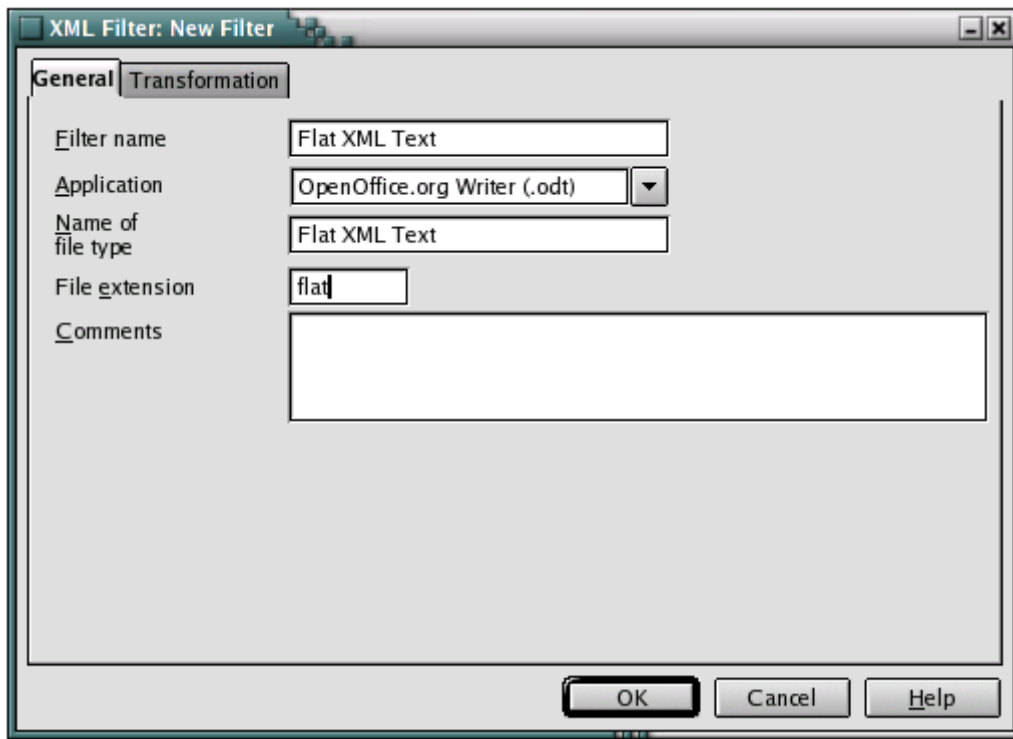 XML Filter: New Filter
General Transformation
Filter name Flat XML Text
Application OpenOffice.org Writer (.odt)
Name of
file type Flat XML Text
File extension flat
Comments
OK Cancel Help